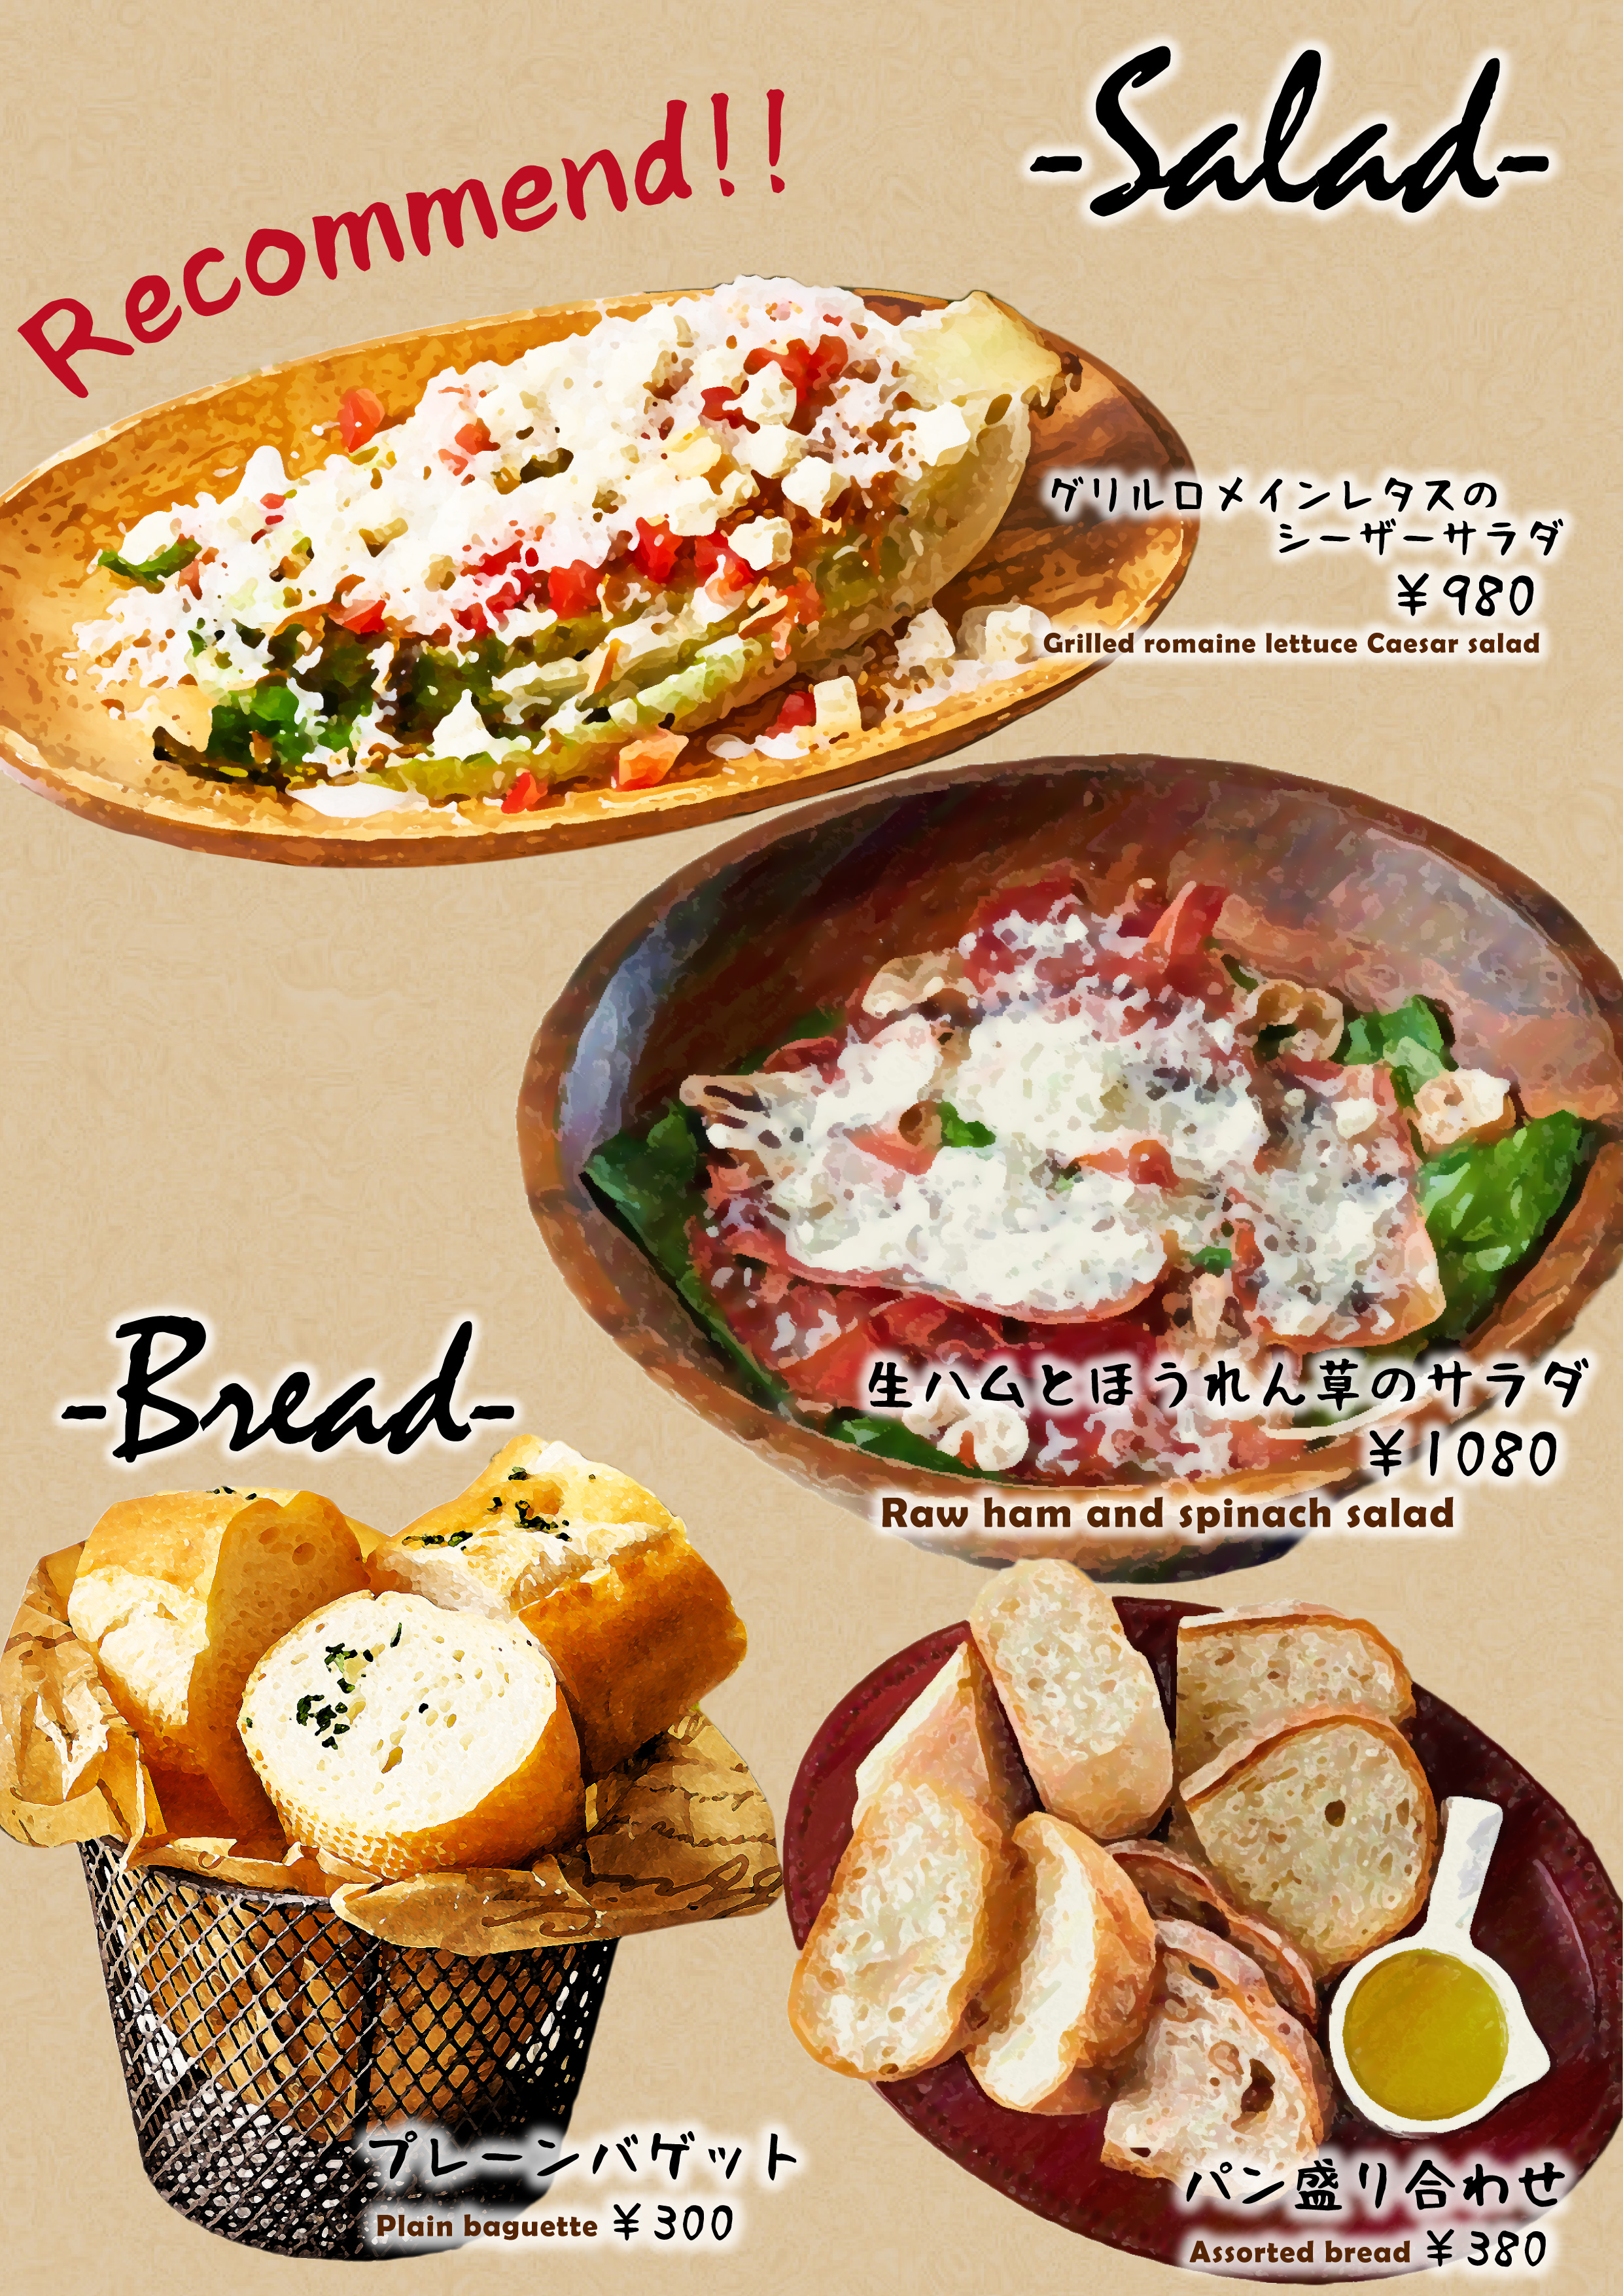 -Salad-
Recommend!!
グリルロメインレタスの
シーザーサラダ
￥980
Grilled romaine lettuce Caesar salad
生ハムとほうれん草のサラダ
￥1080
Raw ham and spinach salad
-Bread-
プレーンバゲット
Plain baguette ￥300
パン盛り合わせ
Assorted bread ￥380